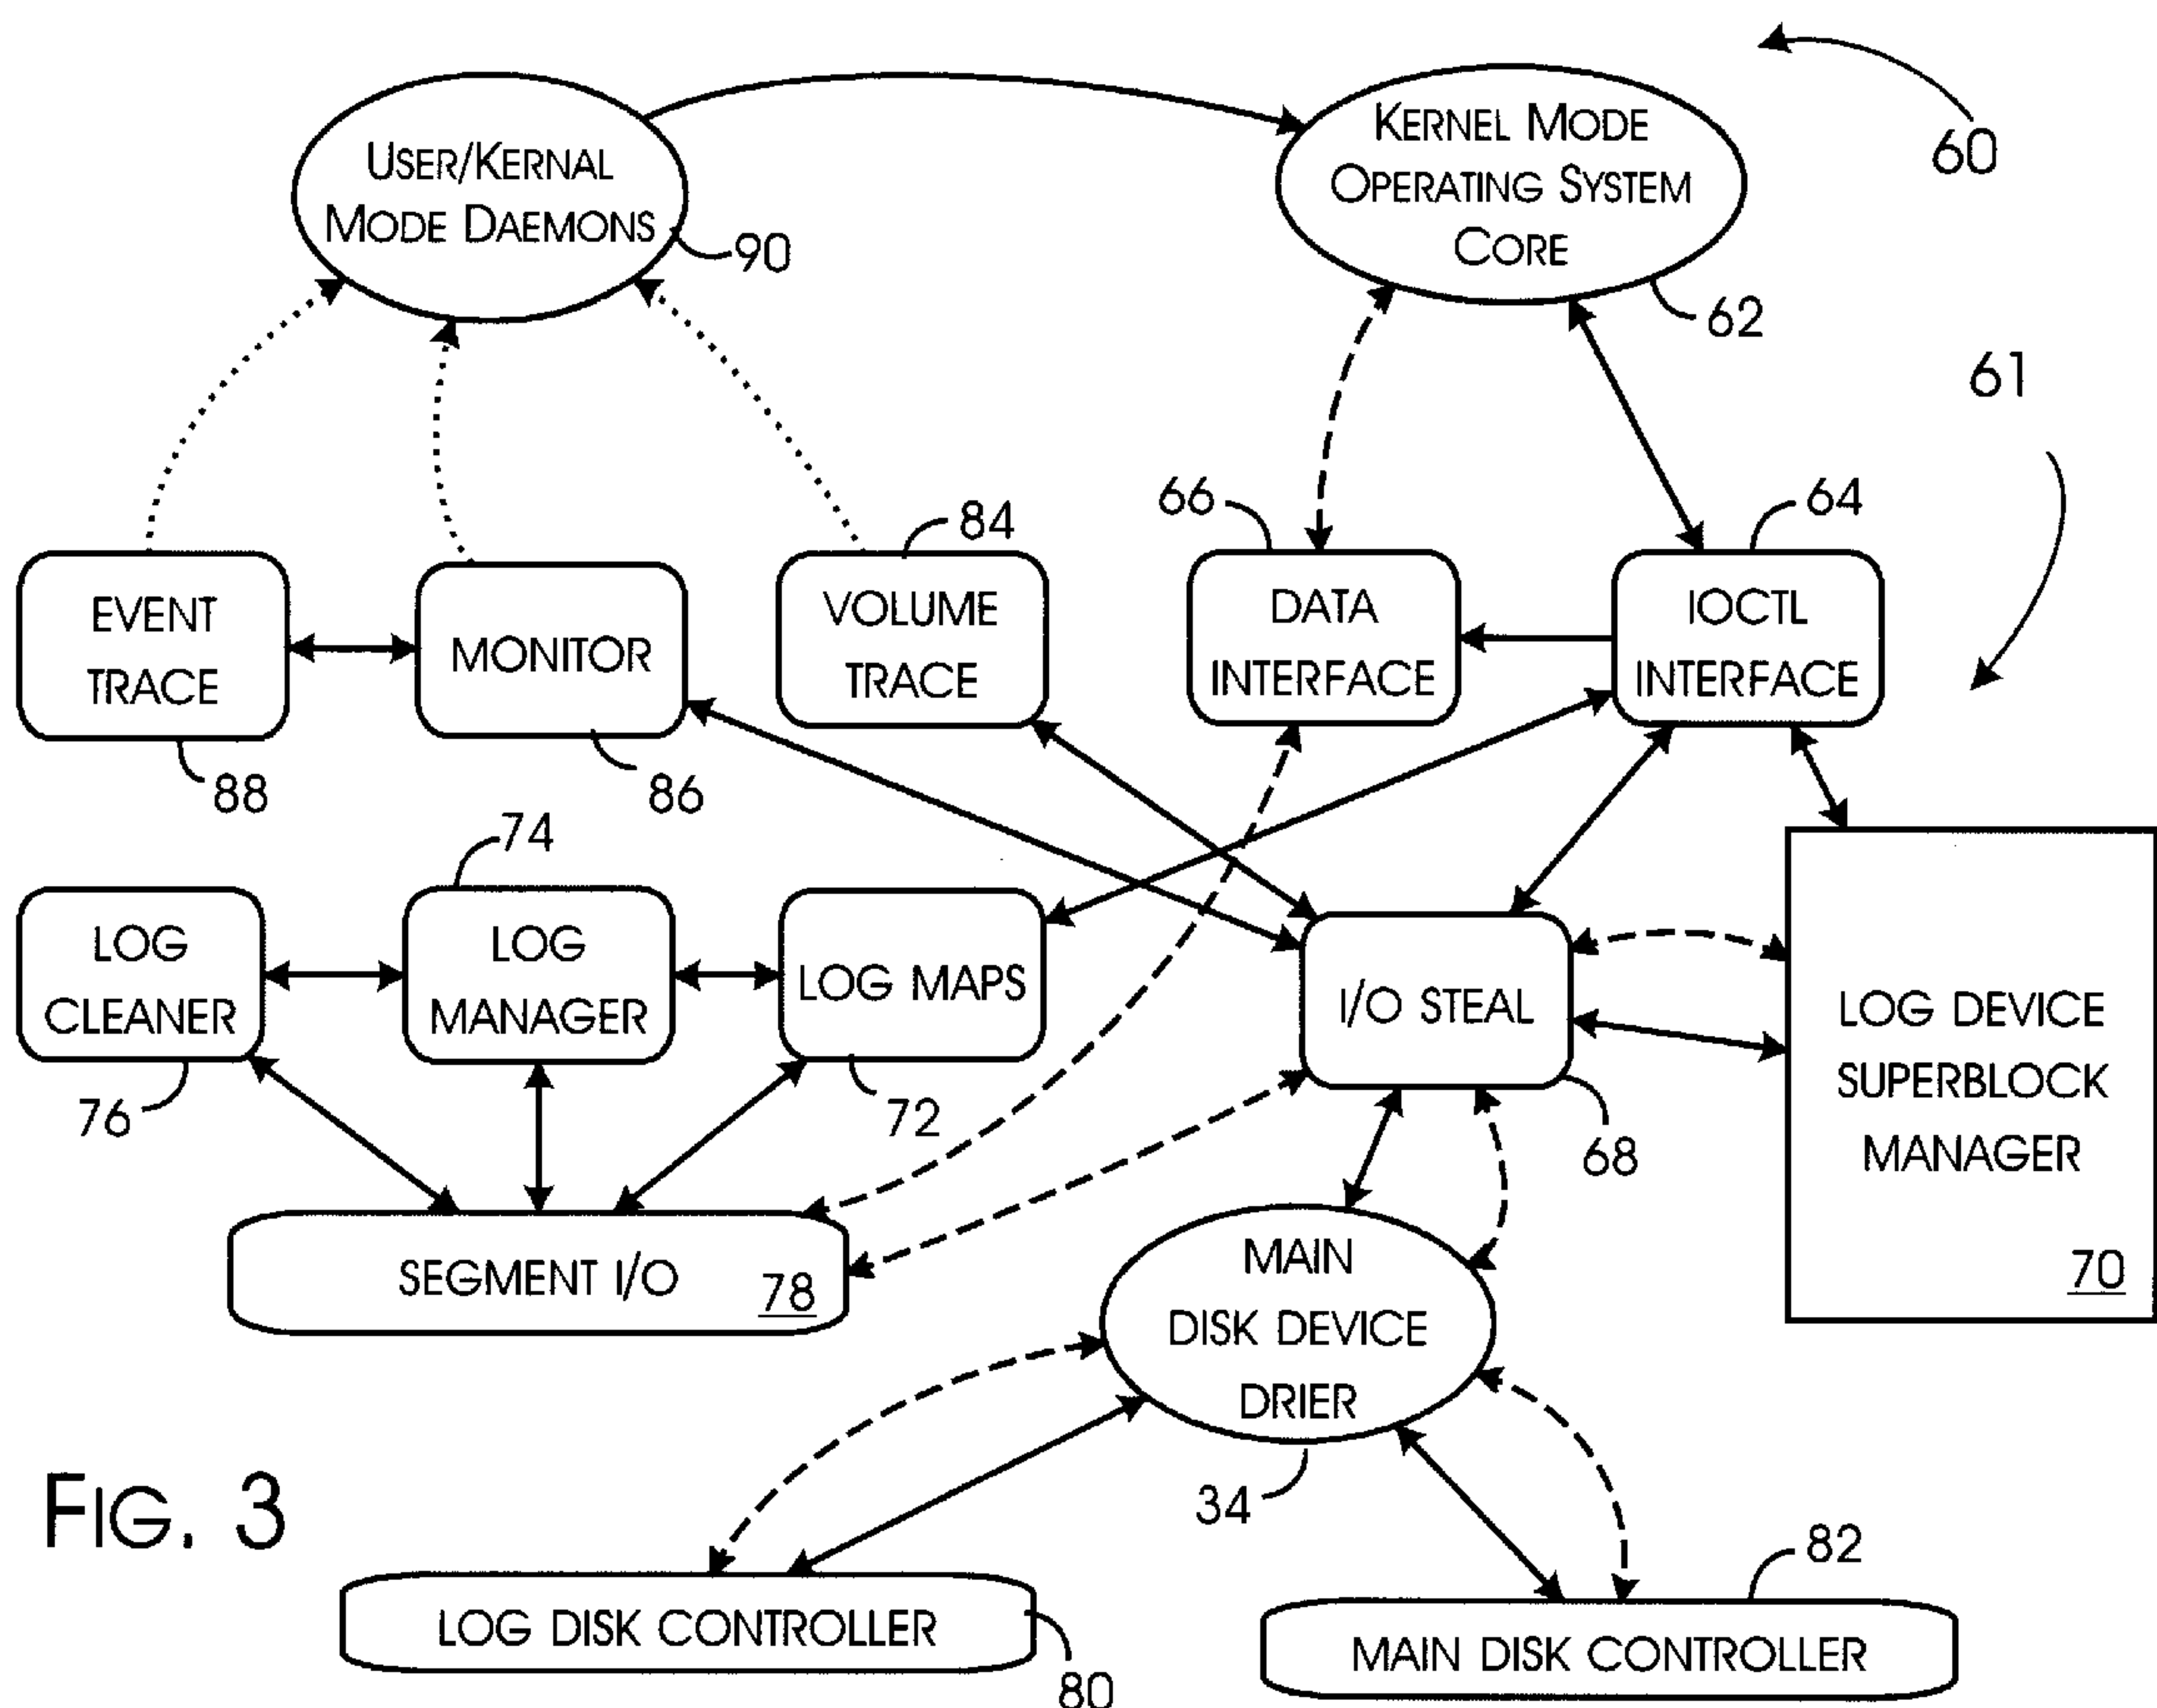 60
USER/KERNAL
MODE DAEMONS
90
KERNEL MODE
OPERATING SYSTEM
CORE
62
61
EVENT
TRACE
88
MONITOR
86
VOLUME
TRACE
84
DATA
INTERFACE
66
IOCTL
INTERFACE
64
LOG
CLEANER
76
LOG
MANAGER
74
LOG MAPS
72
I/O STEAL
68
LOG DEVICE
SUPERBLOCK
MANAGER
70
SEGMENT I/O
78
MAIN
DISK DEVICE
DRIER
34
FIG. 3
LOG DISK CONTROLLER
80
MAIN DISK CONTROLLER
82